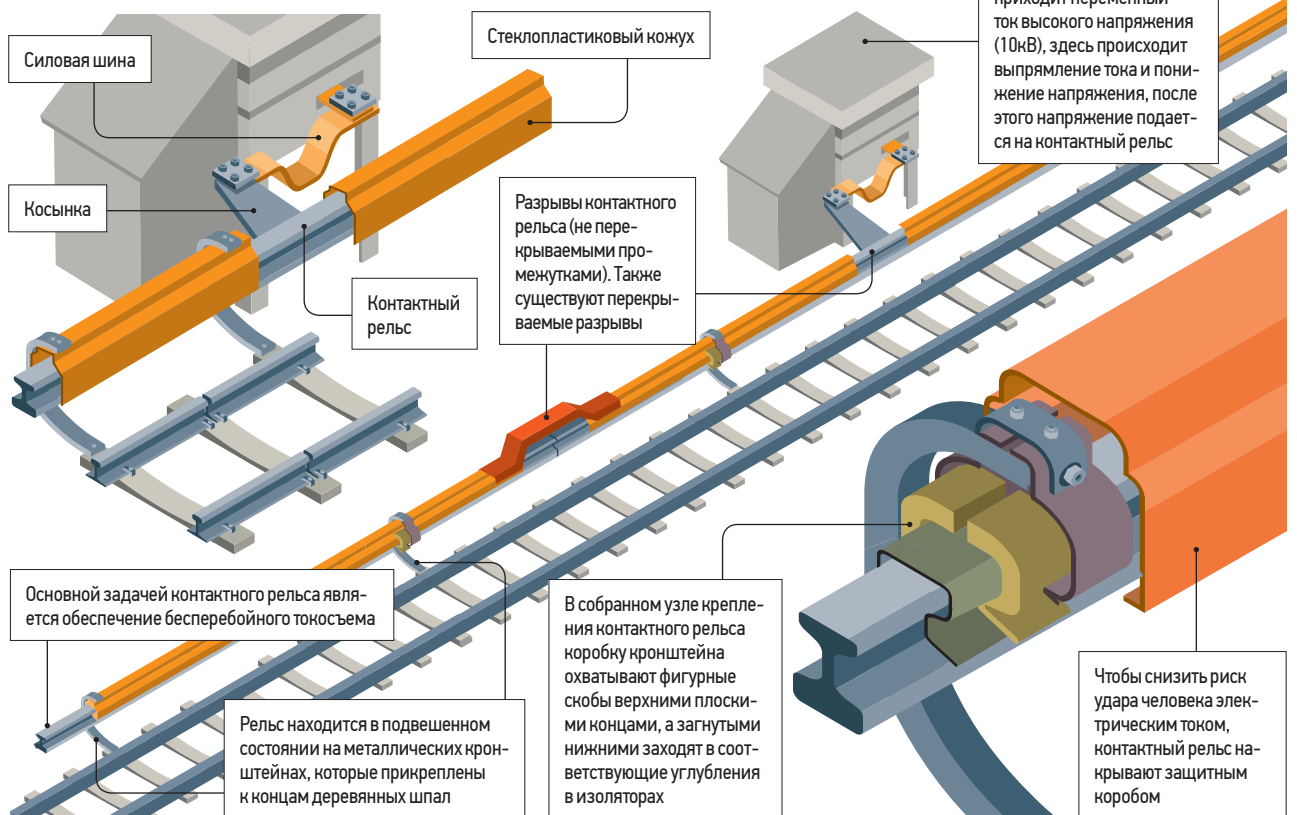 Силовая шина
Стеклопластиковый кожух
приходит переменный
ток высокого напряжения
(10кВ), здесь происходит
выпрямление тока и пони-
жение напряжения, после
этого напряжение подает-
ся на контактный рельс
Косынка
Разрывы контактного
рельса (не пере-
крываемыми про-
межутками). Также
существуют перекры-
ваемые разрывы
Контактный
рельс
Основной задачей контактного рельса явля-
ется обеспечение бесперебойного токосъема
Рельс находится в подвешенном
состоянии на металлических крон-
штейнах, которые прикреплены
к концам деревянных шпал
В собранном узле крепле-
ния контактного рельса
коробку кронштейна
охватывают фигурные
скобы верхними плоски-
ми концами, а загнутыми
нижними заходят в соот-
ветствующие углубления
в изоляторах
Чтобы снизить риск
удара человека элек-
трическим током,
контактный рельс на-
крывают защитным
коробом